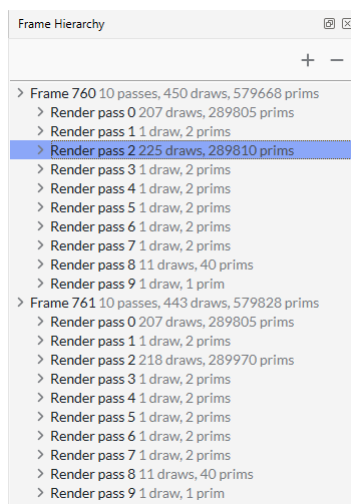 Frame Hierarchy
Frame 760 10 passes, 450 draws, 579668 prims
Render pass 0 207 draws, 289805 prims
Render pass 1 1 draw, 2 prims
Render pass 2 225 draws, 289810 prims
Render pass 3 1 draw, 2 prims
Render pass 4 1 draw, 2 prims
Render pass 5 1 draw, 2 prims
Render pass 6 1 draw, 2 prims
Render pass 7 1 draw, 2 prims
Render pass 8 11 draws, 40 prims
Render pass 9 1 draw, 1 prim
Frame 761 10 passes, 443 draws, 579828 prims
Render pass 0 207 draws, 289805 prims
Render pass 1 1 draw, 2 prims
Render pass 2 218 draws, 289970 prims
Render pass 3 1 draw, 2 prims
Render pass 4 1 draw, 2 prims
Render pass 5 1 draw, 2 prims
Render pass 6 1 draw, 2 prims
Render pass 7 1 draw, 2 prims
Render pass 8 11 draws, 40 prims
Render pass 9 1 draw, 1 prim